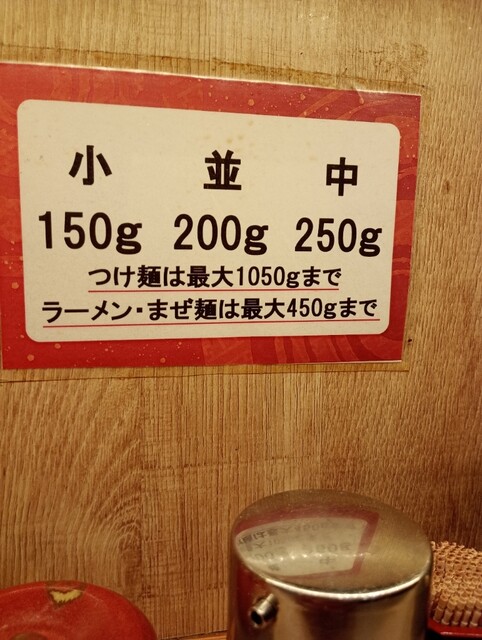 小 並 中
150g 200g 250g
つけ麺は最大1050gまで
ラーメン・まぜ麺は最大450gまで